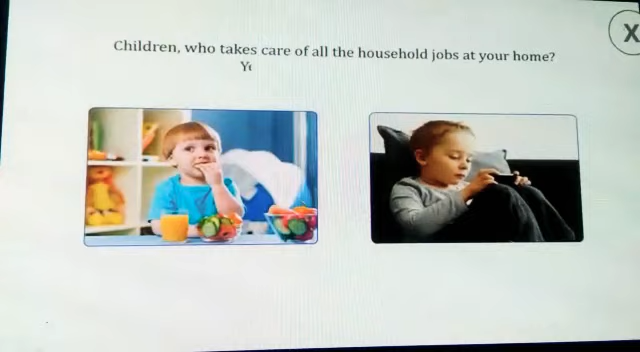 Children, who takes care of all the household jobs at your home?
X